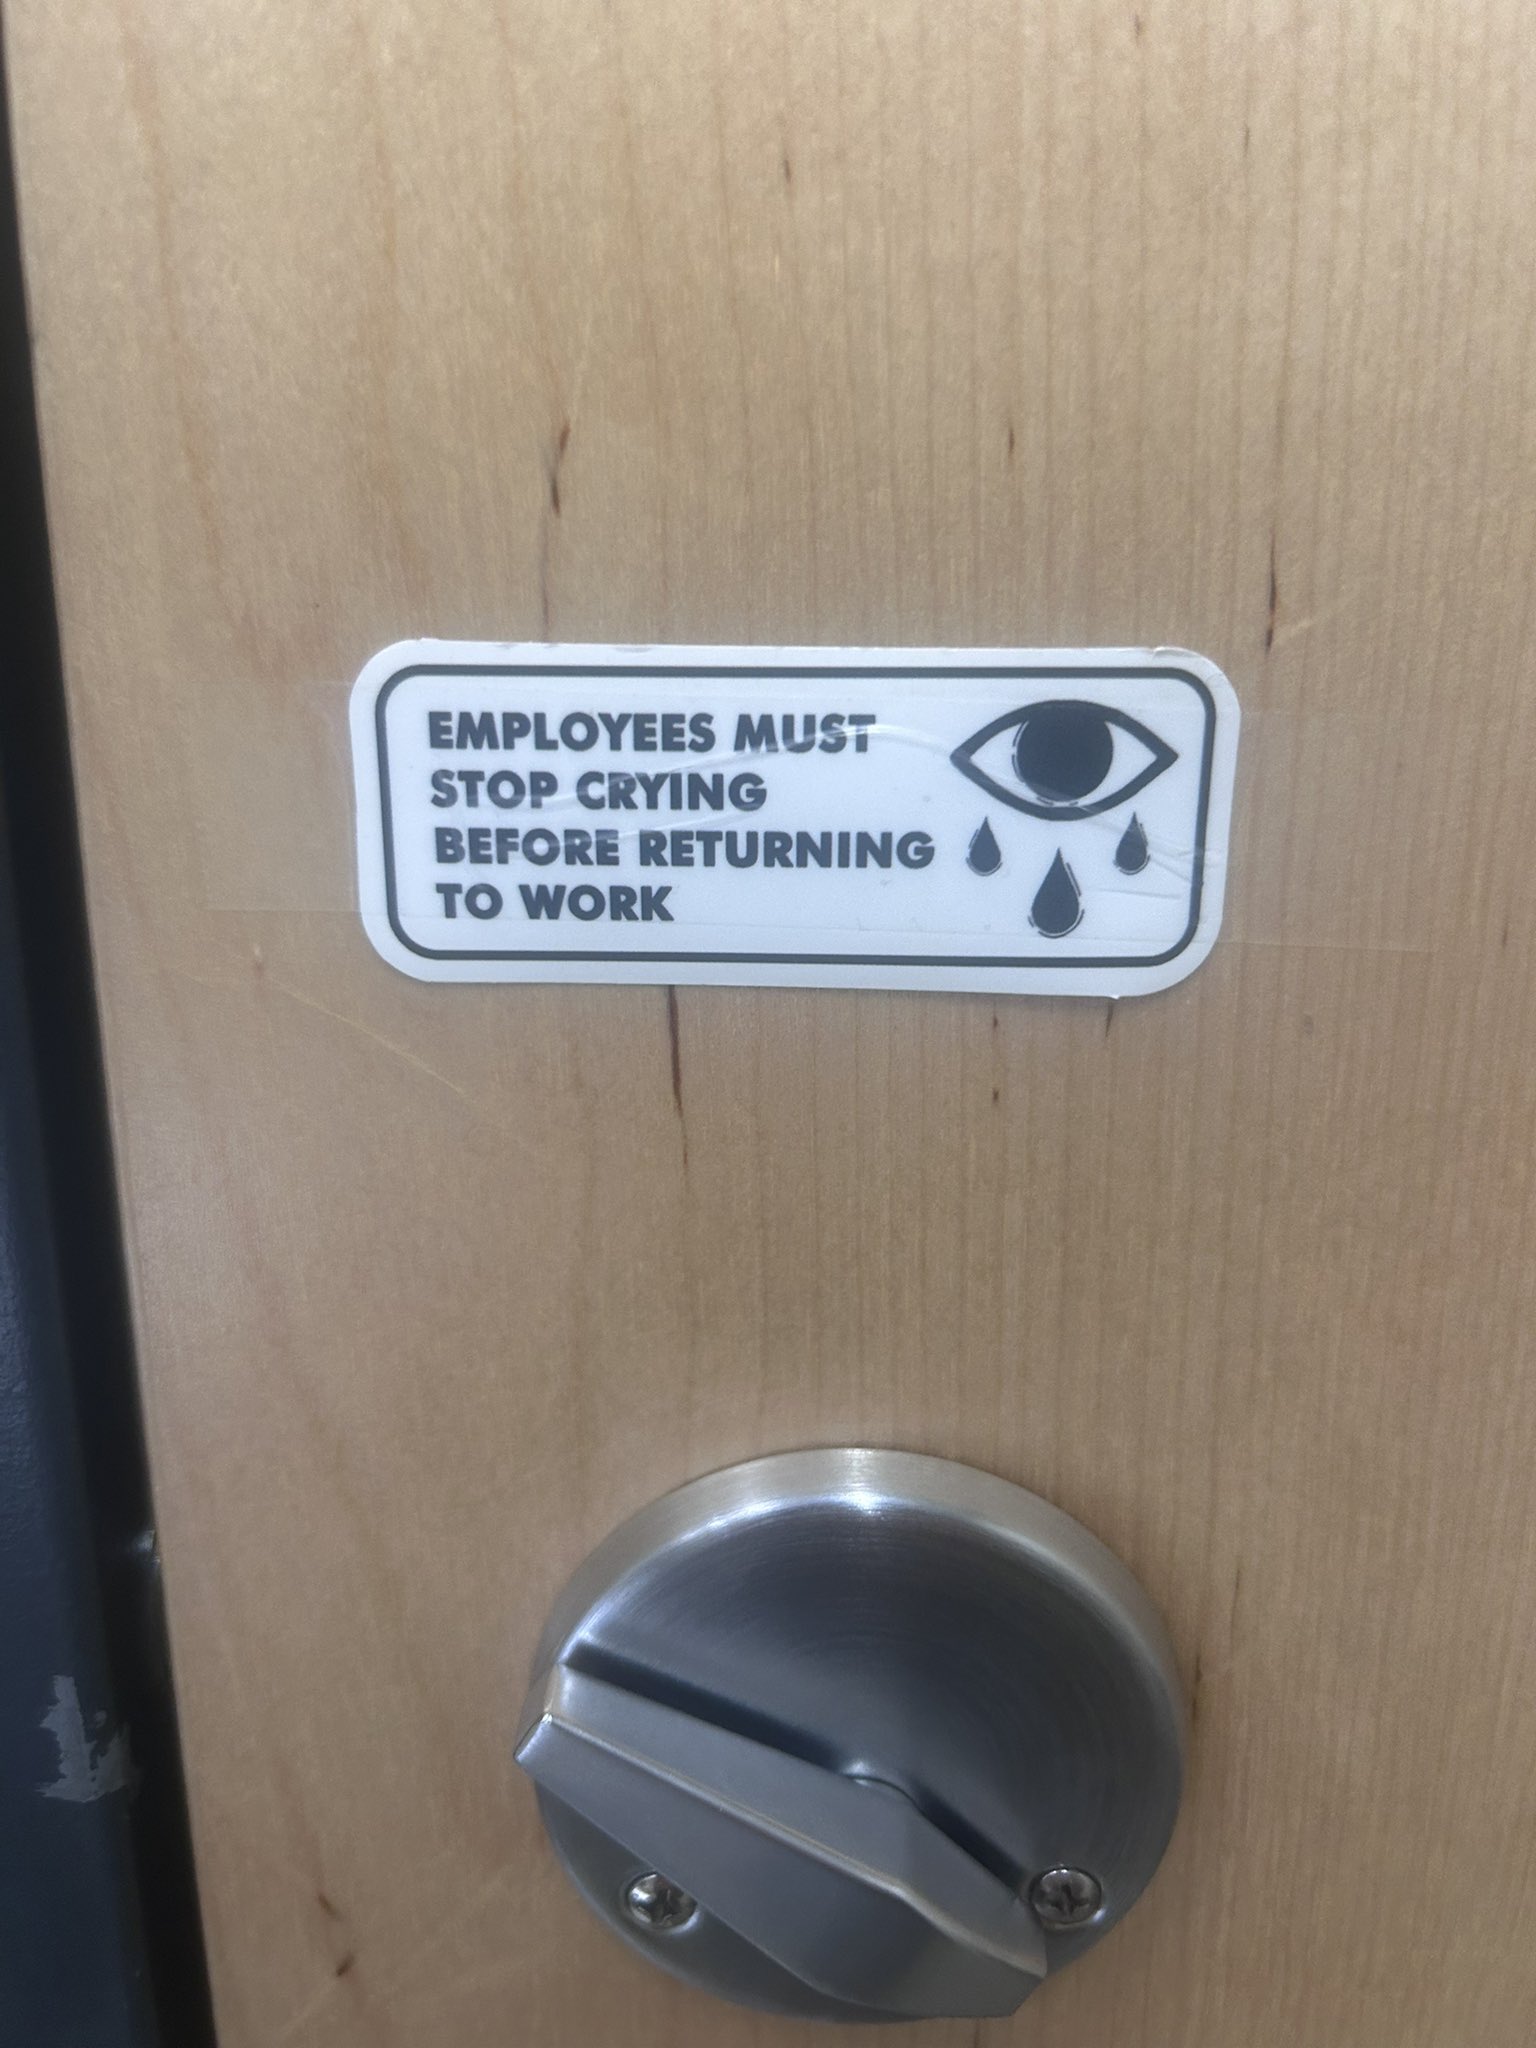 EMPLOYEES MUST
STOP CRYING
BEFORE RETURNING
TO WORK